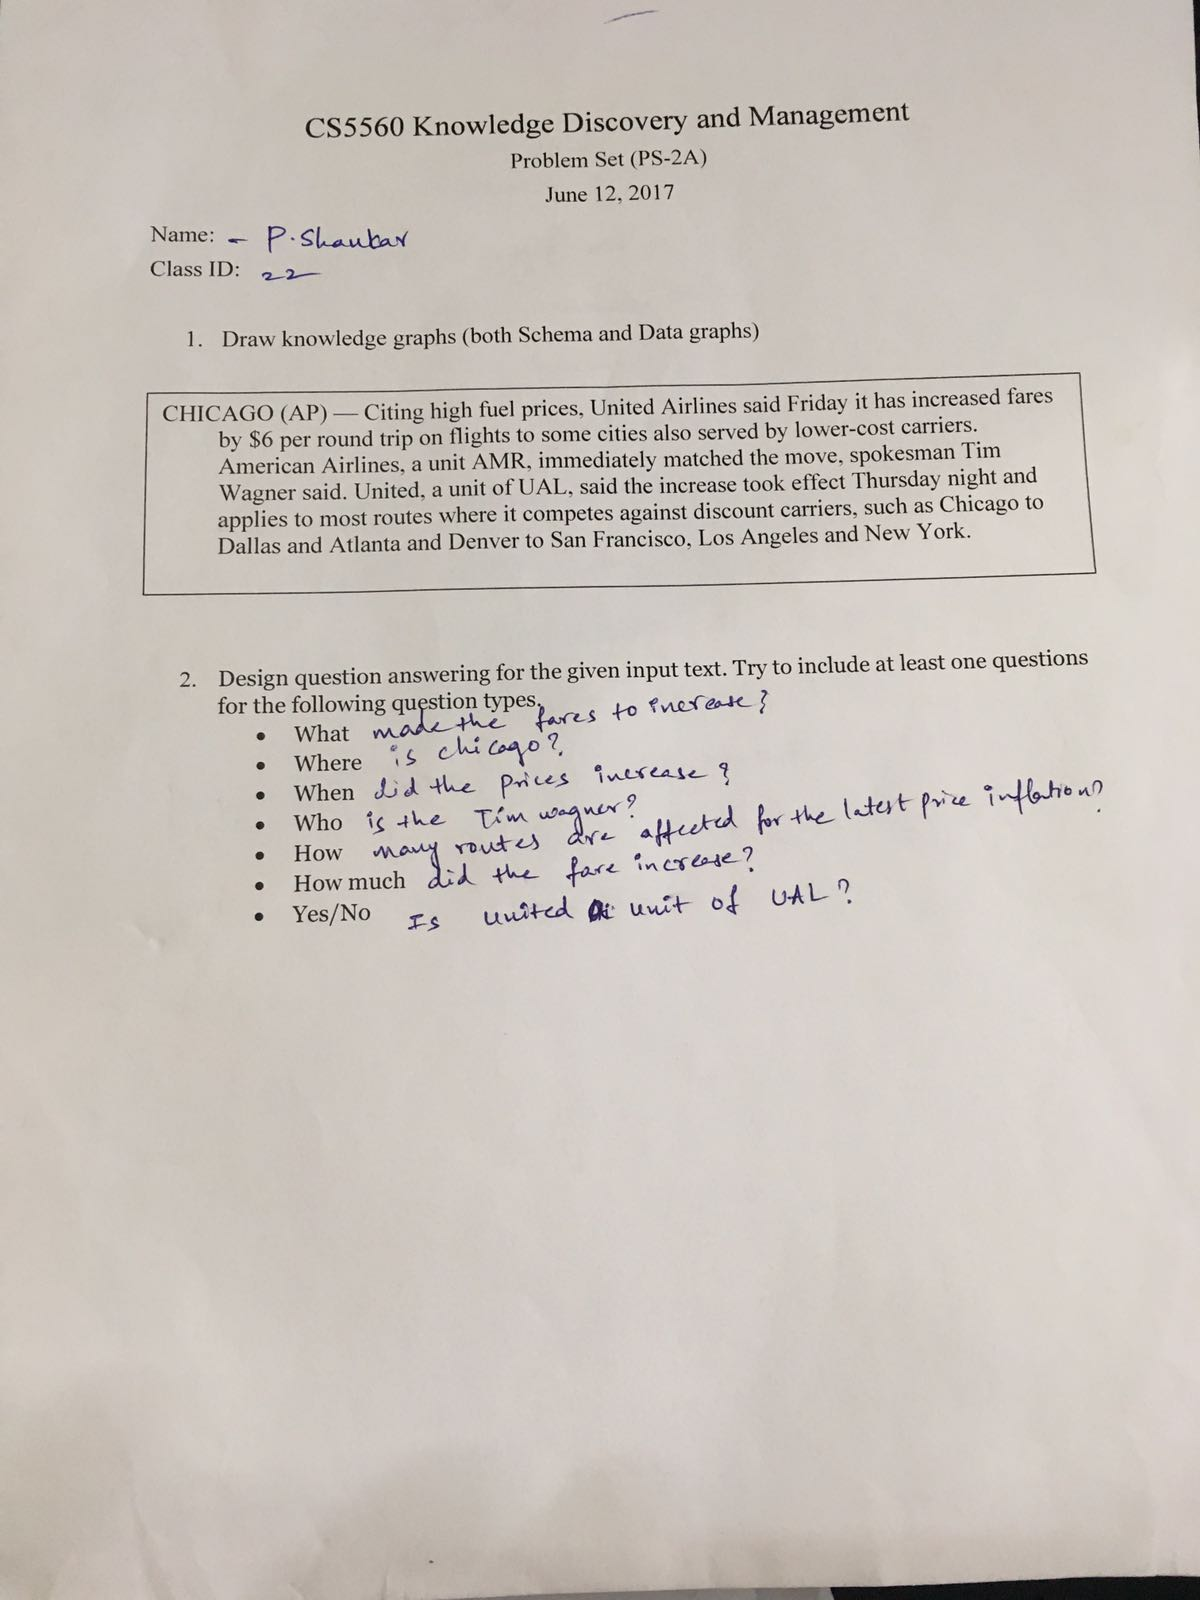 CS5560 Knowledge Discovery and Management
Problem Set (PS-2A)
June 12, 2017
Name: - P. Shankar
Class ID: 22
1. Draw knowledge graphs (both Schema and Data graphs)
CHICAGO (AP) — Citing high fuel prices, United Airlines said Friday it has increased fares
by $6 per round trip on flights to some cities also served by lower-cost carriers.
American Airlines, a unit AMR, immediately matched the move, spokesman Tim
Wagner said. United, a unit of UAL, said the increase took effect Thursday night and
applies to most routes where it competes against discount carriers, such as Chicago to
Dallas and Atlanta and Denver to San Francisco, Los Angeles and New York.
2. Design question answering for the given input text. Try to include at least one questions
for the following question types.
• What made the fares to increase?
• Where is chicago?
• When did the prices increase?
• Who is the Tim wagner?
• How many routes are affected for the latest price inflation?
• How much did the fare increase?
• Yes/No Is united unit of UAL?